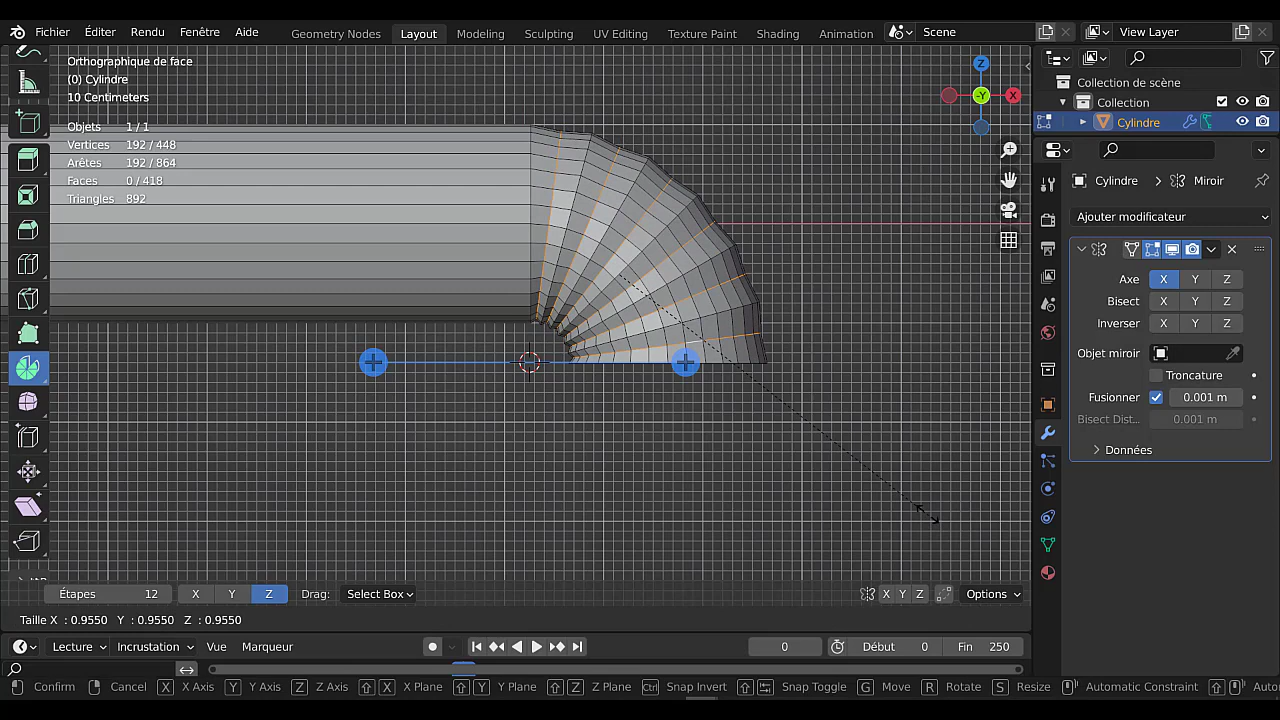 Fichier Éditer Rendu Fenêtre Aide Geometry Nodes Layout Modeling Sculpting UV Editing Texture Paint Shading Animation Scene View Layer
Orthographique de face
(0) Cylindre
10 Centimeters
Objets 1 / 1
Vertices 192 / 448
Arêtes 192 / 864
Faces 0 / 418
Triangles 892
Z
-Y
X
Collection de scène
Collection
Cylindre
Cylindre > Miroir
Ajouter modificateur
Axe X Y Z
Bisect X Y Z
Inverser X Y Z
Objet miroir
Troncature
Fusionner 0.001 m
Bisect Dist... 0.001 m
Données
Étapes 12 X Y Z Drag: Select Box X Y Z Options
Taille X : 0.9550 Y : 0.9550 Z : 0.9550
Lecture Incrustation Vue Marqueur 0 Début 0 Fin 250
Confirm Cancel X X Axis Y Y Axis Z Z Axis X X Plane Y Y Plane Z Z Plane Ctrl Snap Invert Snap Toggle G Move R Rotate S Resize Automatic Constraint Auto